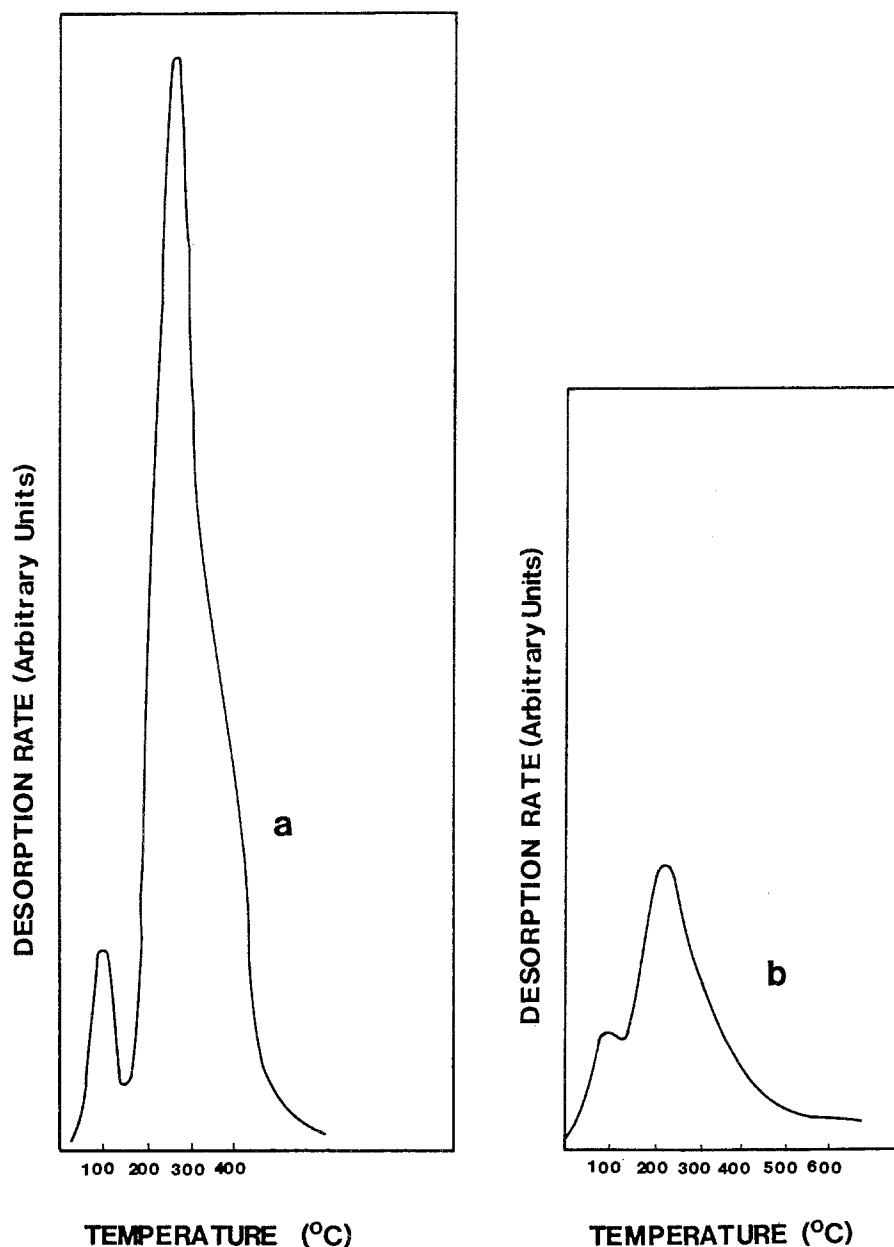 DESORPTION RATE (Arbitrary Units)
a
100 200 300 400
TEMPERATURE (°C)
DESORPTION RATE (Arbitrary Units)
b
100 200 300 400 500 600
TEMPERATURE (°C)